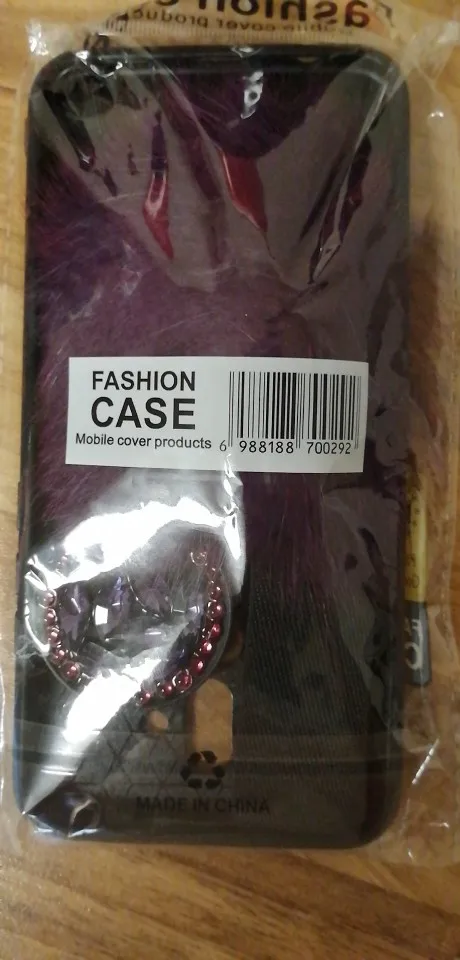 FASHION
CASE
Mobile cover products
6 988188 700292
MADE IN CHINA